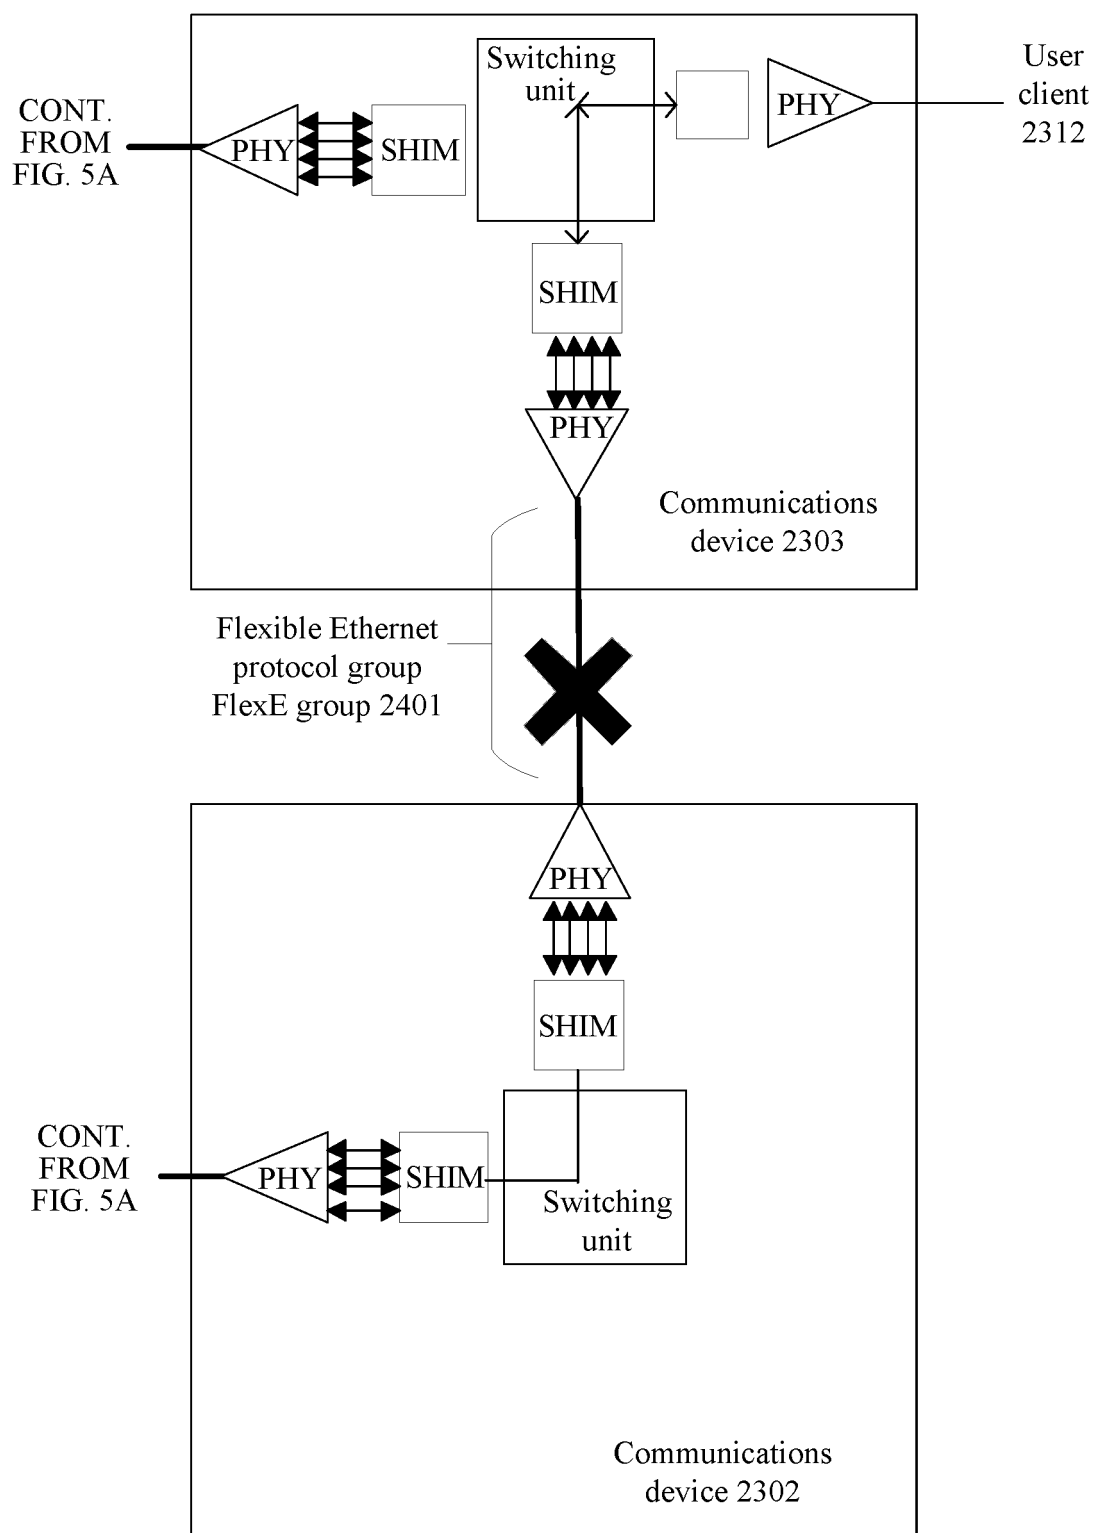 Switching
unit
User
client
2312
CONT.
FROM
FIG. 5A
PHY
SHIM
PHY
SHIM
PHY
Communications
device 2303
Flexible Ethernet
protocol group
FlexE group 2401
PHY
SHIM
CONT.
FROM
FIG. 5A
PHY
SHIM
Switching
unit
Communications
device 2302